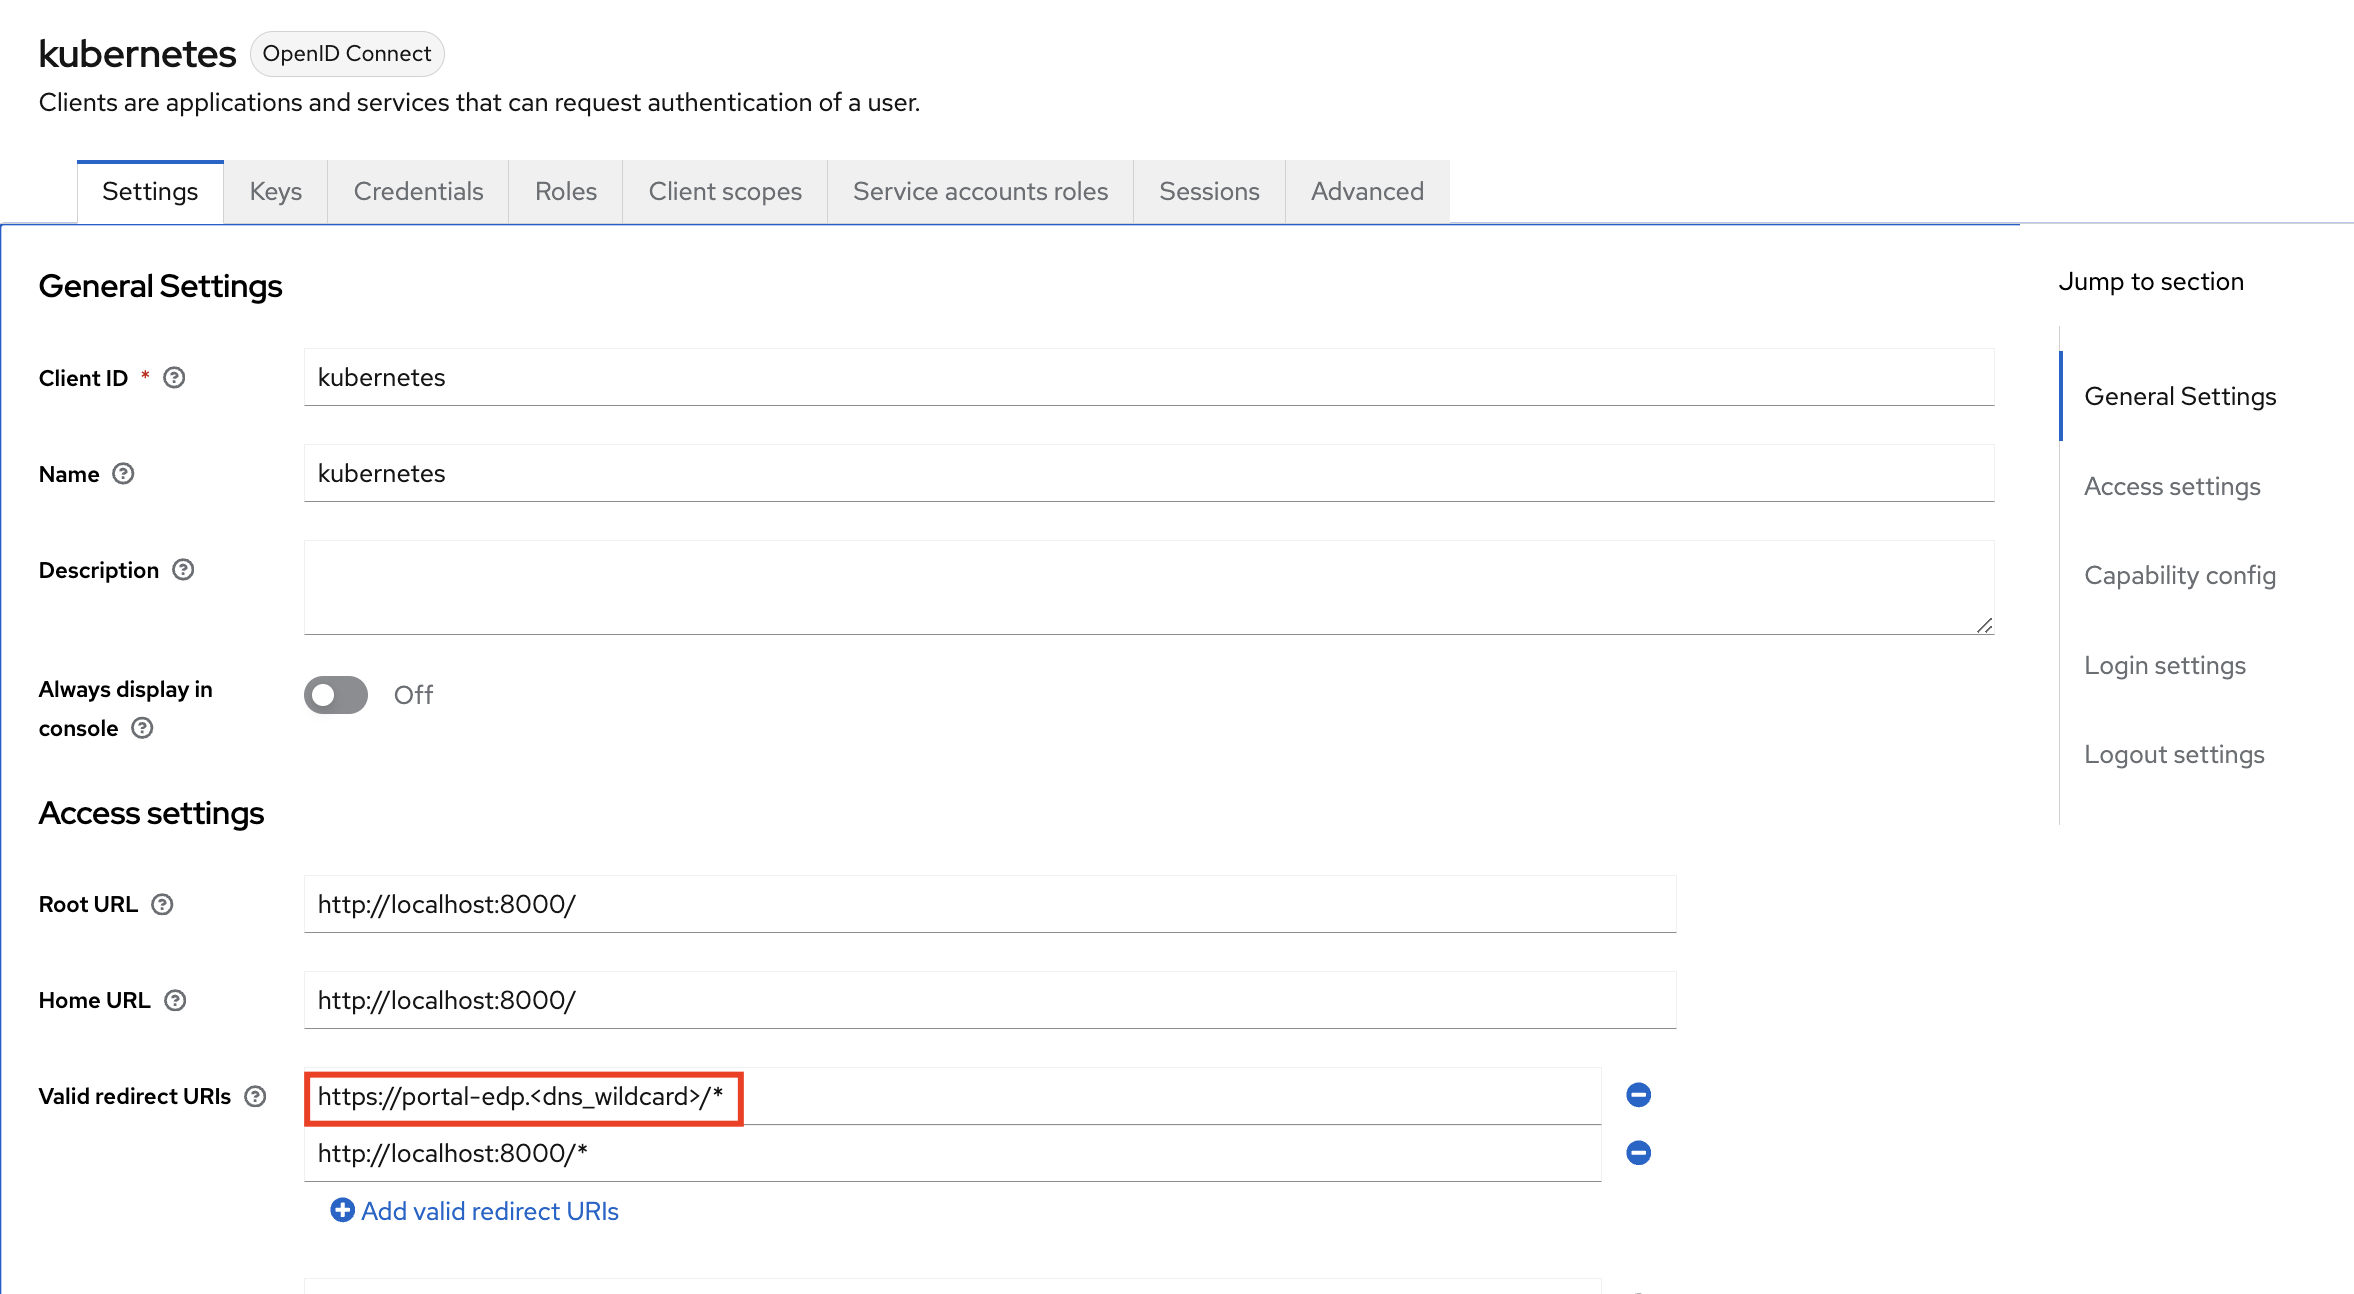 kubernetes OpenID Connect
Clients are applications and services that can request authentication of a user.
Settings Keys Credentials Roles Client scopes Service accounts roles Sessions Advanced
General Settings
Jump to section
Client ID * kubernetes
General Settings
Name kubernetes
Access settings
Description
Capability config
Always display in
console
Off
Login settings
Logout settings
Access settings
Root URL http://localhost:8000/
Home URL http://localhost:8000/
Valid redirect URIs https://portal-edp.<dns_wildcard>/*
http://localhost:8000/*
Add valid redirect URIs